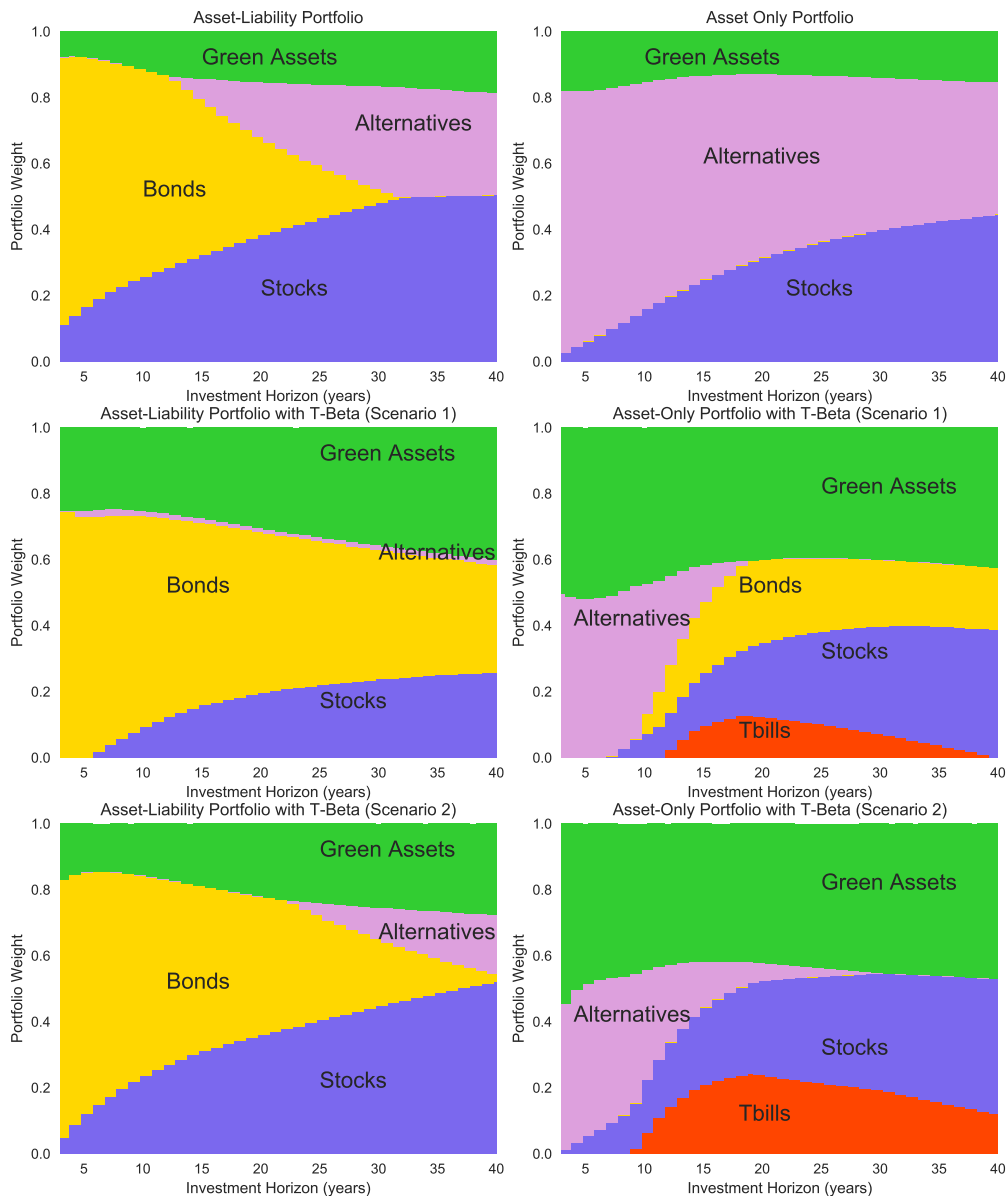 Asset-Liability Portfolio
1.0
0.8
0.6
0.4
0.2
0.0
Portfolio Weight
Green Assets
Alternatives
Bonds
Stocks
5 10 15 20 25 30 35 40
Investment Horizon (years)
Asset Only Portfolio
1.0
0.8
0.6
0.4
0.2
0.0
Portfolio Weight
Green Assets
Alternatives
Stocks
5 10 15 20 25 30 35 40
Investment Horizon (years)
Asset-Liability Portfolio with T-Beta (Scenario 1)
1.0
0.8
0.6
0.4
0.2
0.0
Portfolio Weight
Green Assets
Alternatives
Bonds
Stocks
5 10 15 20 25 30 35 40
Investment Horizon (years)
Asset-Only Portfolio with T-Beta (Scenario 1)
1.0
0.8
0.6
0.4
0.2
0.0
Portfolio Weight
Green Assets
Bonds
Alternatives
Stocks
Tbills
5 10 15 20 25 30 35 40
Investment Horizon (years)
Asset-Liability Portfolio with T-Beta (Scenario 2)
1.0
0.8
0.6
0.4
0.2
0.0
Portfolio Weight
Green Assets
Alternatives
Bonds
Stocks
5 10 15 20 25 30 35 40
Investment Horizon (years)
Asset-Only Portfolio with T-Beta (Scenario 2)
1.0
0.8
0.6
0.4
0.2
0.0
Portfolio Weight
Green Assets
Alternatives
Stocks
Tbills
5 10 15 20 25 30 35 40
Investment Horizon (years)